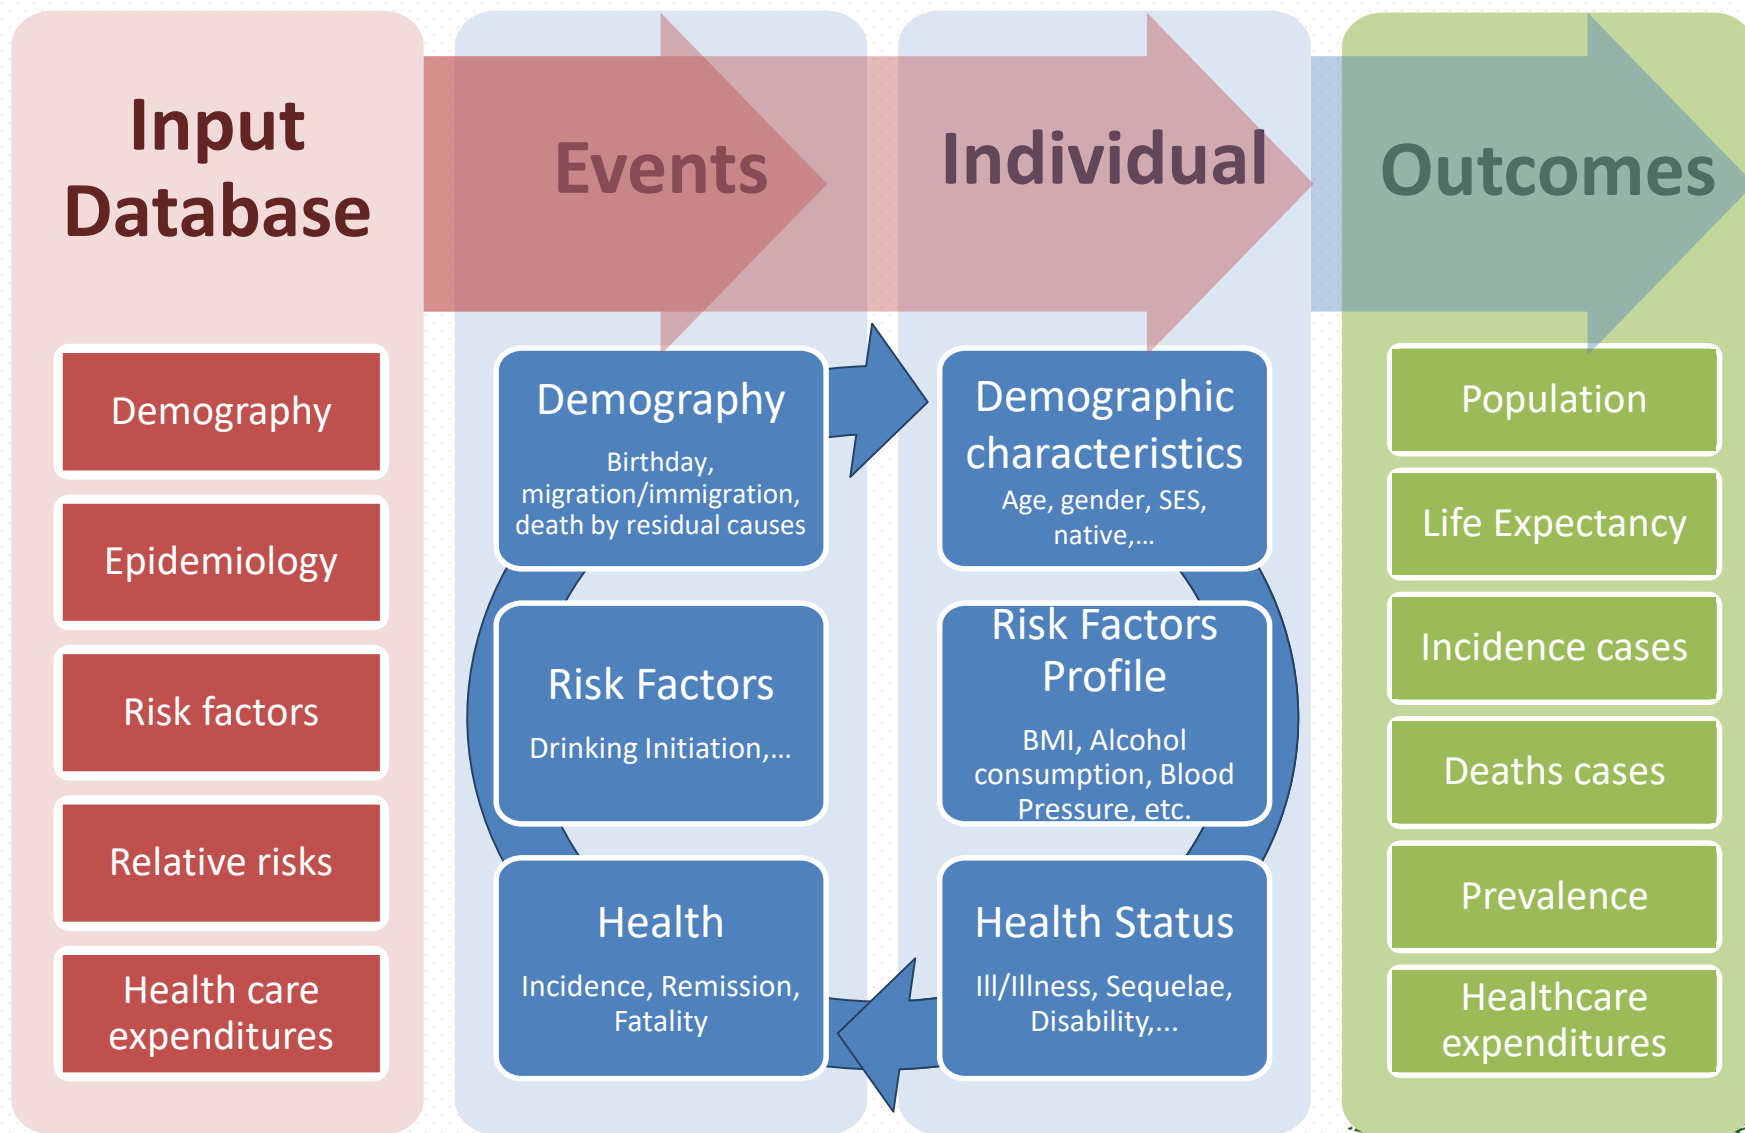 Input
Database
Demography
Epidemiology
Risk factors
Relative risks
Health care
expenditures
Events
Demography
Birthday,
migration/immigration,
death by residual causes
Risk Factors
Drinking Initiation,...
Health
Incidence, Remission,
Fatality
Individual
Demographic
characteristics
Age, gender, SES,
native,...
Risk Factors
Profile
BMI, Alcohol
consumption, Blood
Pressure, etc.
Health Status
Ill/Illness, Sequelae,
Disability,...
Outcomes
Population
Life Expectancy
Incidence cases
Deaths cases
Prevalence
Healthcare
expenditures